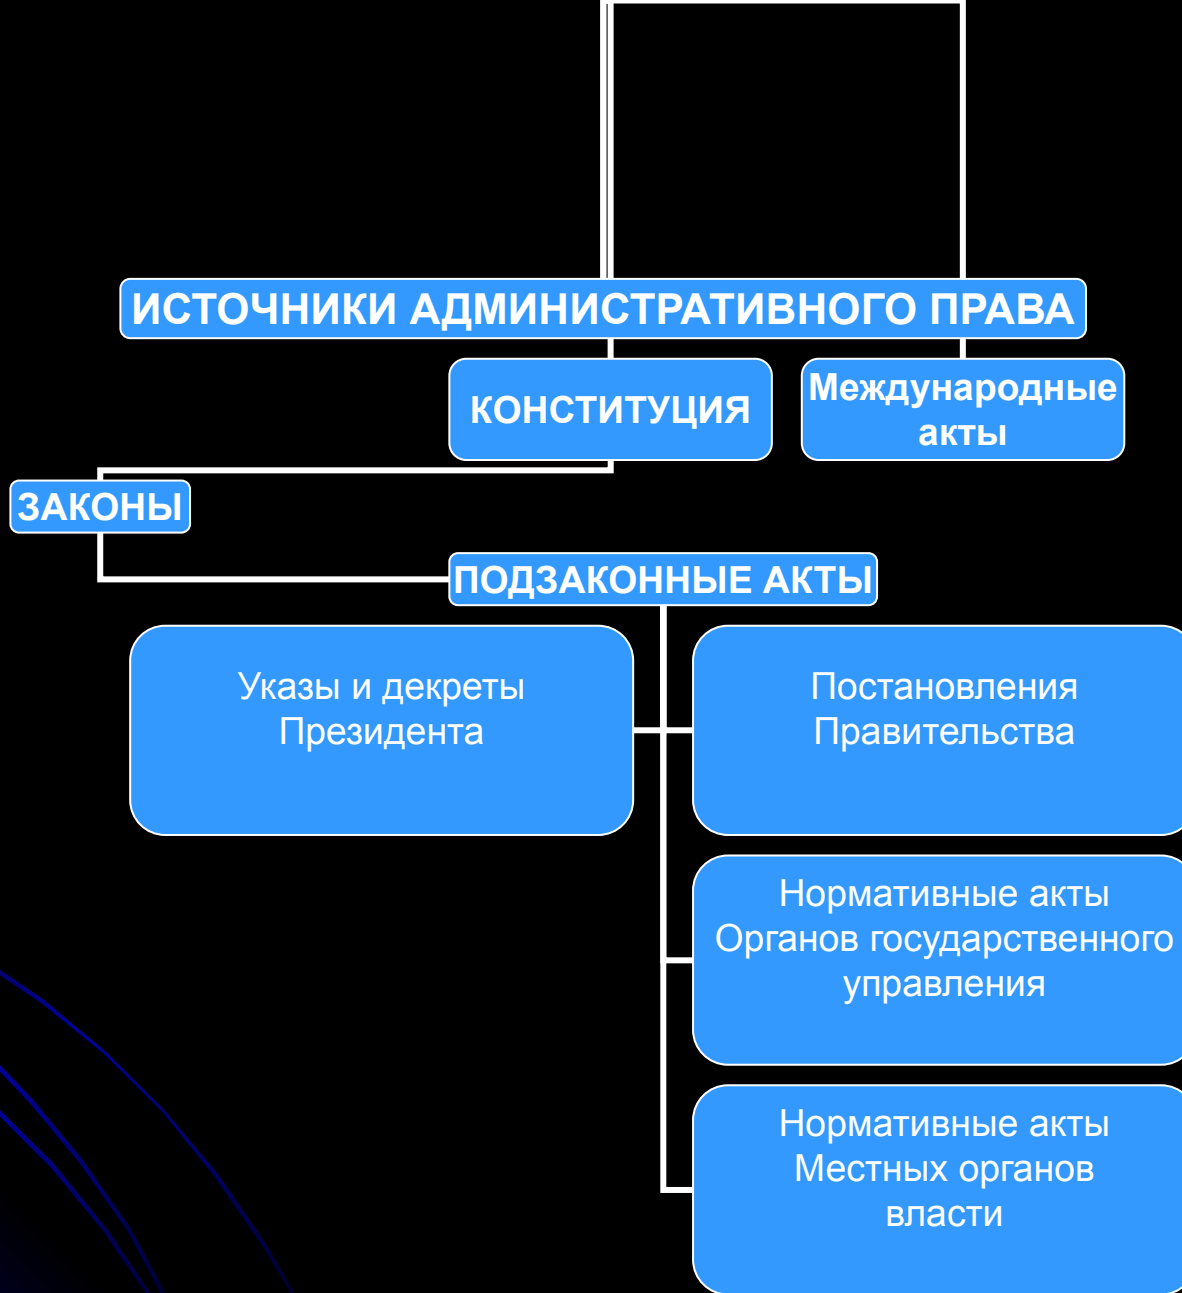 ИСТОЧНИКИ АДМИНИСТРАТИВНОГО ПРАВА
КОНСТИТУЦИЯ
Международные
акты
ЗАКОНЫ
ПОДЗАКОННЫЕ АКТЫ
Указы и декреты
Президента
Постановления
Правительства
Нормативные акты
Органов государственного
управления
Нормативные акты
Местных органов
власти